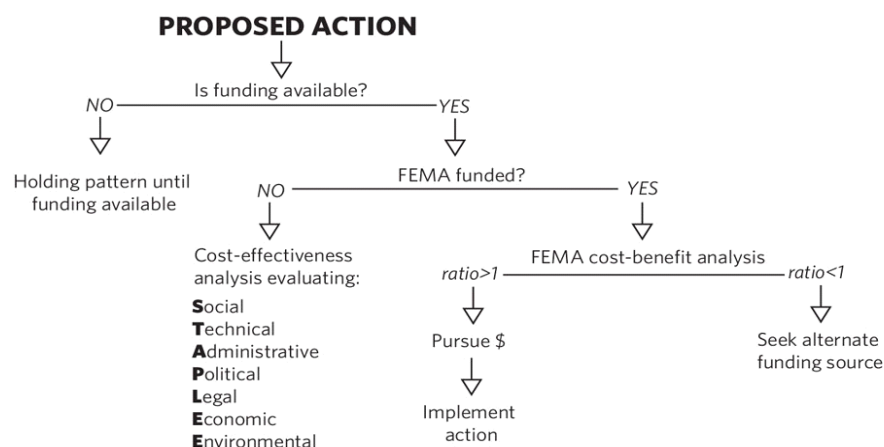 PROPOSED ACTION
Is funding available?
NO
YES
Holding pattern until
funding available
FEMA funded?
NO
YES
Cost-effectiveness
analysis evaluating:
Social
Technical
Administrative
Political
Legal
Economic
Environmental
FEMA cost-benefit analysis
ratio>1
ratio<1
Pursue $
Implement
action
Seek alternate
funding source